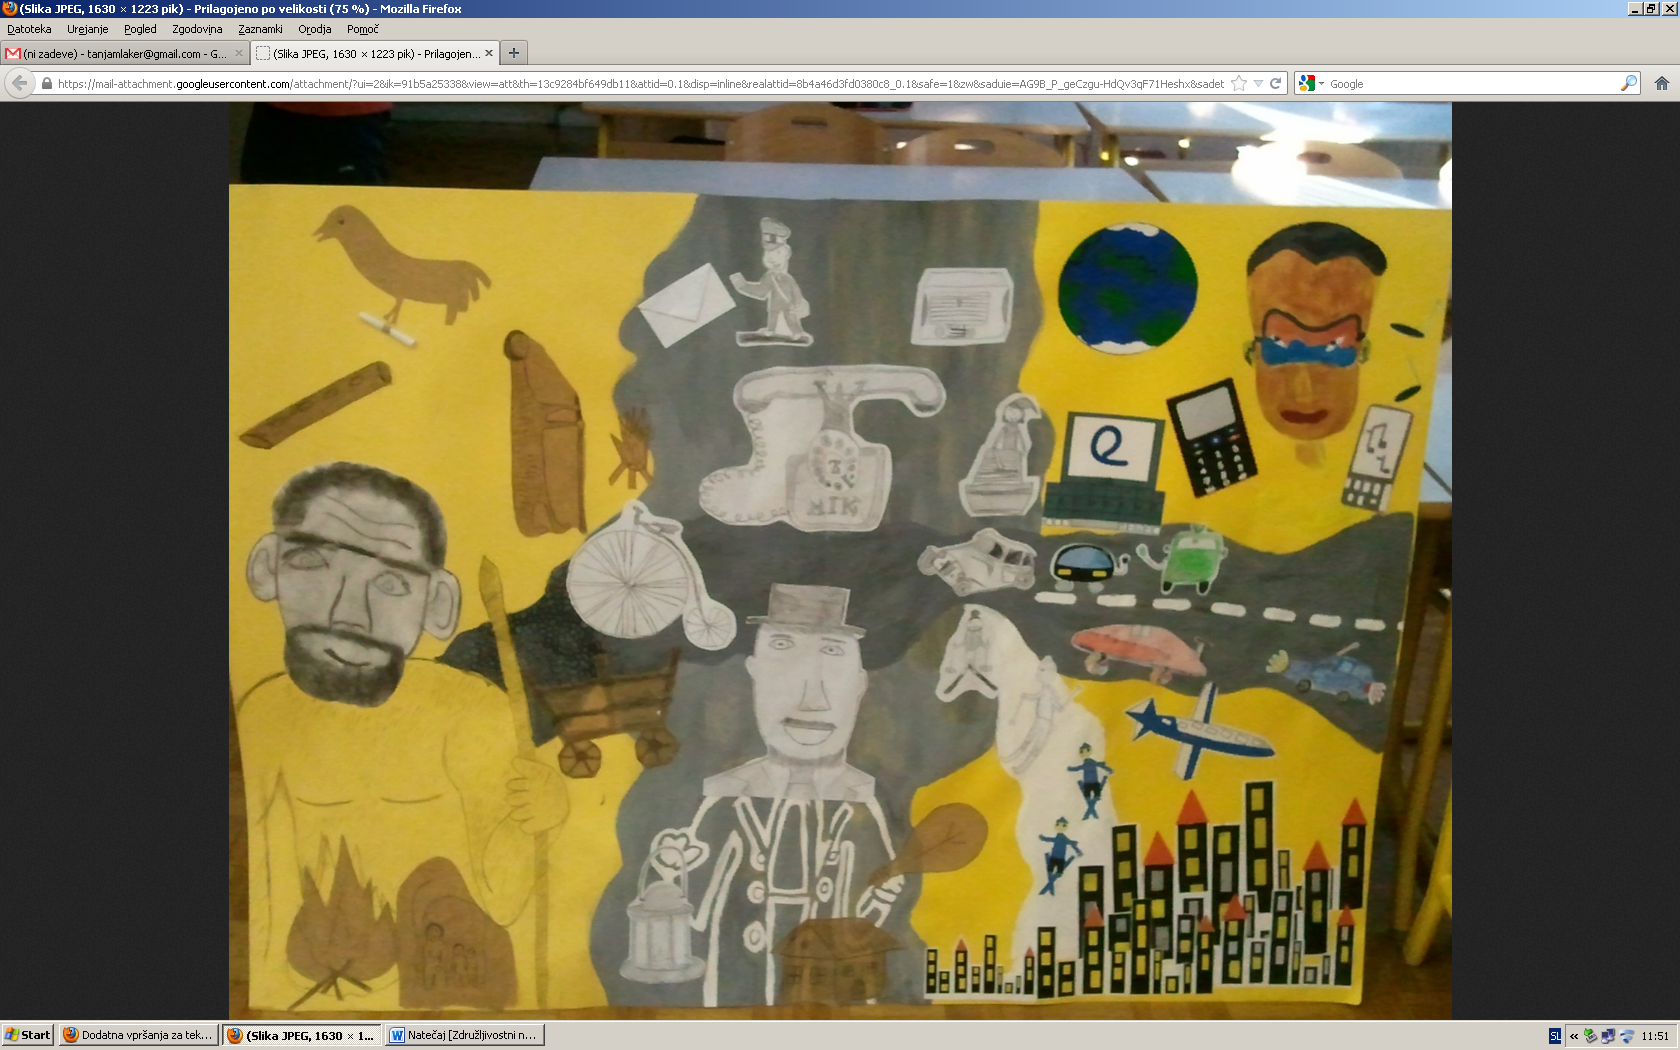 (Slika JPEG, 1630 × 1223 pik) - Prilagojeno po velikosti (75 %) - Mozilla Firefox
Datoteka Urejanje Pogled Zgodovina Zaznamki Orodja Pomoč
(ni zadeve) - tanjamlaker@gmail.com - G... (Slika JPEG, 1630 × 1223 pik) - Prilagojen...
https://mail-attachment.googleusercontent.com/attachment/?ui=2&ik=91b5a25338&view=att&th=13c9284bf649db11&attid=0.1&disp=inline&realattid=8b4a46d3fd0380c8_0.1&safe=1&zw&saduie=AG9B_P_geCzgu-HdQv3qF71Heshx&sadet Google
e
MIK
Start Dodatna vpršanja za tek... (Slika JPEG, 1630 × 1... Natečaj [Združljivostni n... SL 11:51